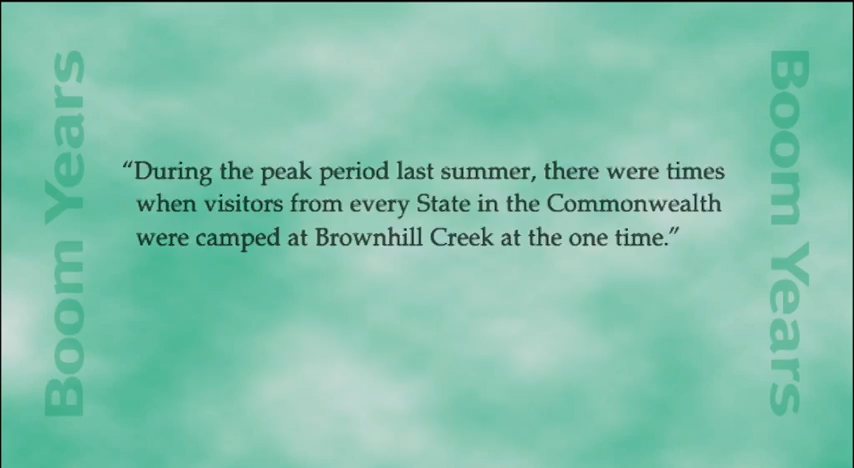 Boom Years
“During the peak period last summer, there were times
when visitors from every State in the Commonwealth
were camped at Brownhill Creek at the one time.”
Boom Years